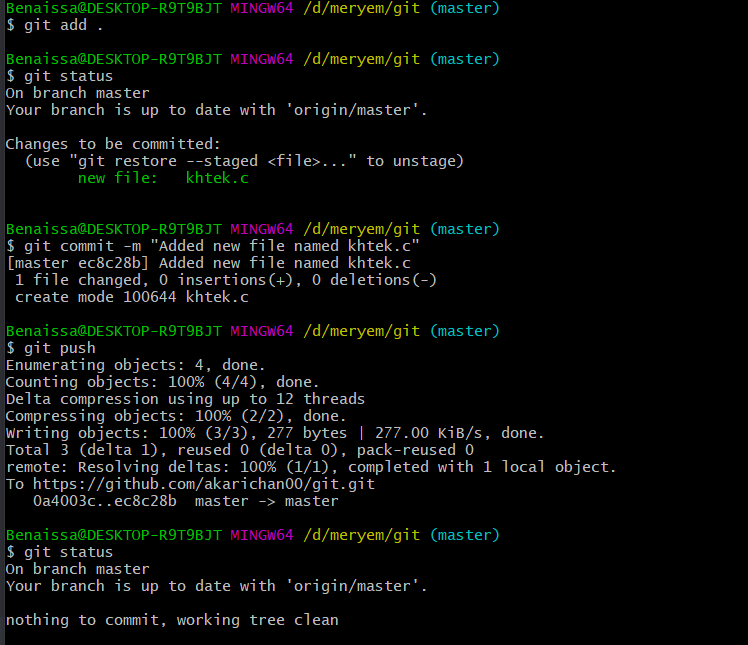 Benaissa@DESKTOP-R9T9BJT MINGW64 /d/meryem/git (master)
$ git add .

Benaissa@DESKTOP-R9T9BJT MINGW64 /d/meryem/git (master)
$ git status
On branch master
Your branch is up to date with 'origin/master'.

Changes to be committed:
  (use "git restore --staged <file>..." to unstage)
        new file:   khtek.c


Benaissa@DESKTOP-R9T9BJT MINGW64 /d/meryem/git (master)
$ git commit -m "Added new file named khtek.c"
[master ec8c28b] Added new file named khtek.c
 1 file changed, 0 insertions(+), 0 deletions(-)
 create mode 100644 khtek.c

Benaissa@DESKTOP-R9T9BJT MINGW64 /d/meryem/git (master)
$ git push
Enumerating objects: 4, done.
Counting objects: 100% (4/4), done.
Delta compression using up to 12 threads
Compressing objects: 100% (2/2), done.
Writing objects: 100% (3/3), 277 bytes | 277.00 KiB/s, done.
Total 3 (delta 1), reused 0 (delta 0), pack-reused 0
remote: Resolving deltas: 100% (1/1), completed with 1 local object.
To https://github.com/akarichan00/git.git
   0a4003c..ec8c28b  master -> master

Benaissa@DESKTOP-R9T9BJT MINGW64 /d/meryem/git (master)
$ git status
On branch master
Your branch is up to date with 'origin/master'.

nothing to commit, working tree clean